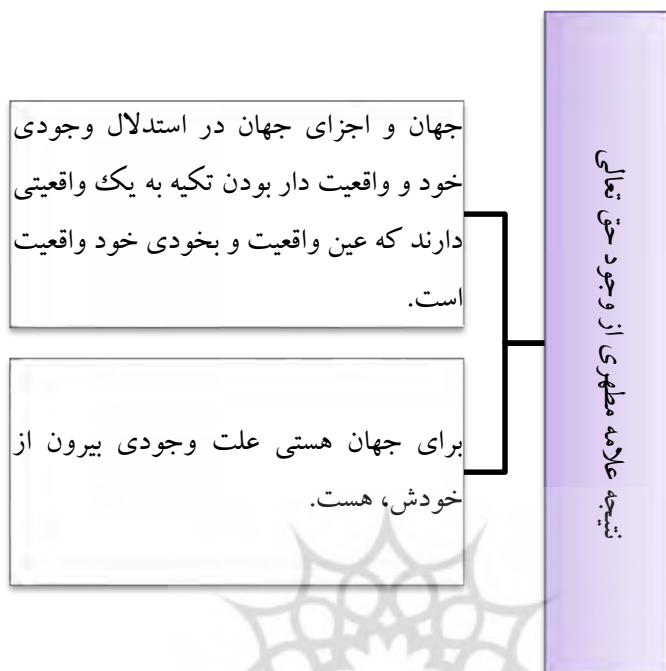 نتیجه علامه مطهری از وجود حق تعالی
جهان و اجزای جهان در استدلال وجودی
خود و واقعیت دار بودن تکیه به یک واقعیتی
دارند که عین واقعیت و بخودی خود واقعیت
است.
برای جهان هستی علت وجودی بیرون از
خودش، هست.